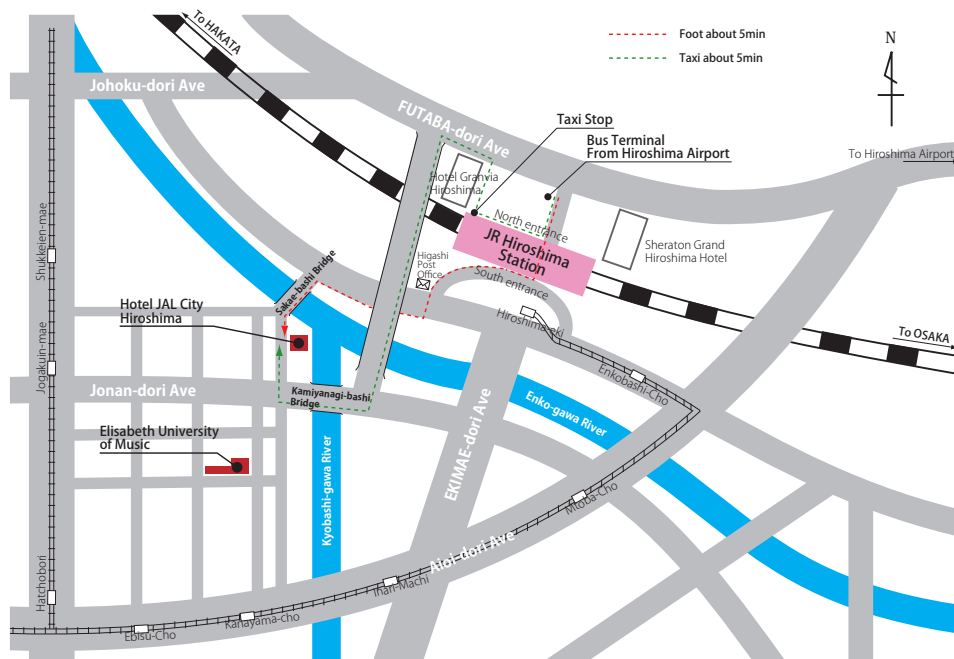 To HAKATA
Foot about 5min
Taxi about 5min
N
Johoku-dori Ave
FUTABA-dori Ave
Taxi Stop
Bus Terminal
From Hiroshima Airport
To Hiroshima Airport
Hotel Granvia
Hiroshima
North entrance
JR Hiroshima
Station
Sheraton Grand
Hiroshima Hotel
Shukkeien-mae
Higashi
Post
Office
South entrance
Sakae-bashi Bridge
Hotel JAL City
Hiroshima
Hiroshima-eki
To OSAKA
Jogakuin-mae
Enkobashi-Cho
Jonan-dori Ave
Kamiyanagi-bashi
Bridge
Enko-gawa River
Elisabeth University
of Music
EKIMAE-dori Ave
Kyobashi-gawa River
Mtoba-Cho
Aioi-dori Ave
Hatchobori
Inari-Machi
Kanayama-cho
Ebisu-Cho